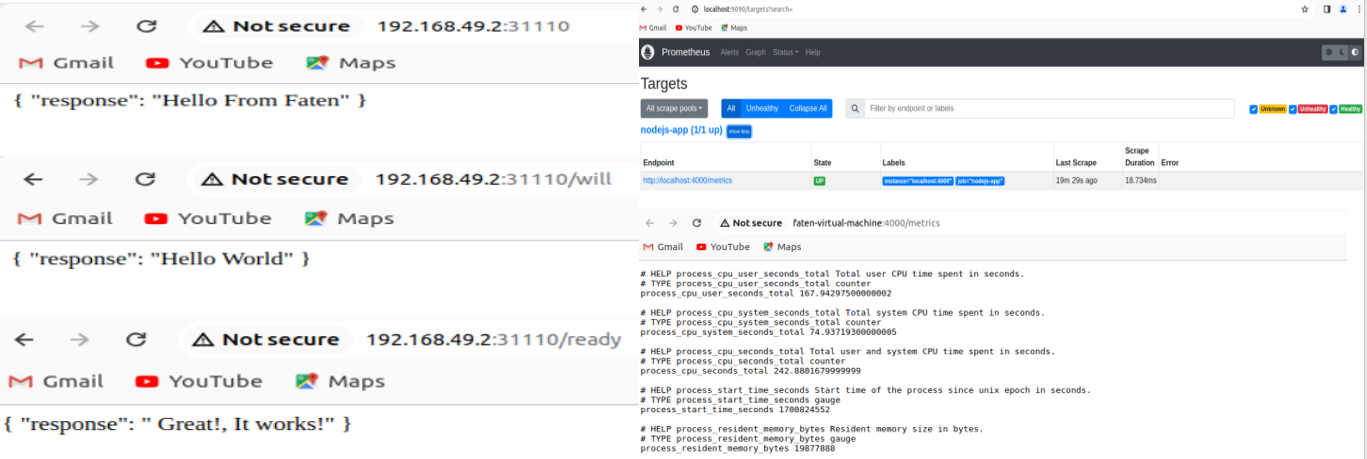 Not secure 192.168.49.2:31110
Gmail YouTube Maps
{ "response": "Hello From Faten" }
Not secure 192.168.49.2:31110/will
Gmail YouTube Maps
{ "response": "Hello World" }
Not secure 192.168.49.2:31110/ready
Gmail YouTube Maps
{ "response": " Great!, It works!" }
localhost:9090/targets?search=
Gmail YouTube Maps
Prometheus Alerts Graph Status Help
Targets
All scrape pools All Unhealthy Collapse All Filter by endpoint or labels Unknown Unhealthy Healthy
nodejs-app (1/1 up) show less
Endpoint State Labels Last Scrape Scrape Duration Error
http://localhost:4000/metrics UP instance="localhost:4000" job="nodejs-app" 19m 29s ago 18.734ms
Not secure faten-virtual-machine:4000/metrics
Gmail YouTube Maps
# HELP process_cpu_user_seconds_total Total user CPU time spent in seconds.
# TYPE process_cpu_user_seconds_total counter
process_cpu_user_seconds_total 167.94297500000002
# HELP process_cpu_system_seconds_total Total system CPU time spent in seconds.
# TYPE process_cpu_system_seconds_total counter
process_cpu_system_seconds_total 74.93719300000005
# HELP process_cpu_seconds_total Total user and system CPU time spent in seconds.
# TYPE process_cpu_seconds_total counter
process_cpu_seconds_total 242.8801679999999
# HELP process_start_time_seconds Start time of the process since unix epoch in seconds.
# TYPE process_start_time_seconds gauge
process_start_time_seconds 1700824552
# HELP process_resident_memory_bytes Resident memory size in bytes.
# TYPE process_resident_memory_bytes gauge
process_resident_memory_bytes 19877888